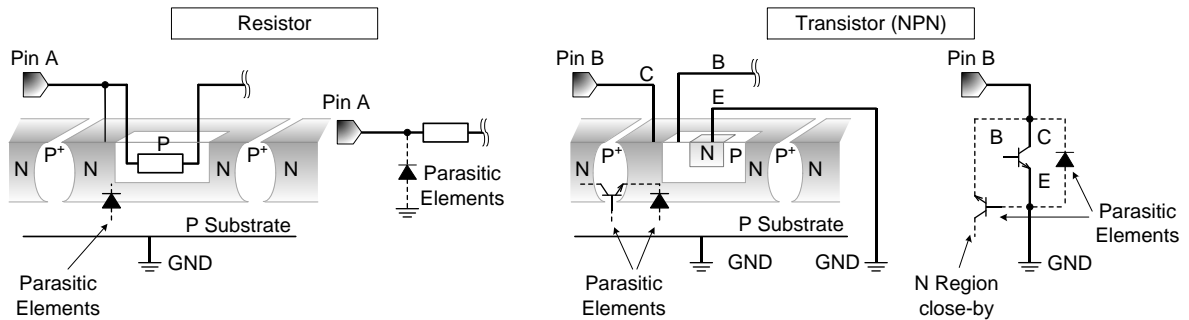 Resistor
Transistor (NPN)
Pin A
Pin A
N
P+
N
P
P+
N
N
Parasitic
Elements
P Substrate
GND
Parasitic
Elements
Pin B
C
B
E
N
P+
N
N
P
P+
N
N
P Substrate
GND
GND
Parasitic
Elements
Pin B
B
C
E
Parasitic
Elements
GND
N Region
close-by